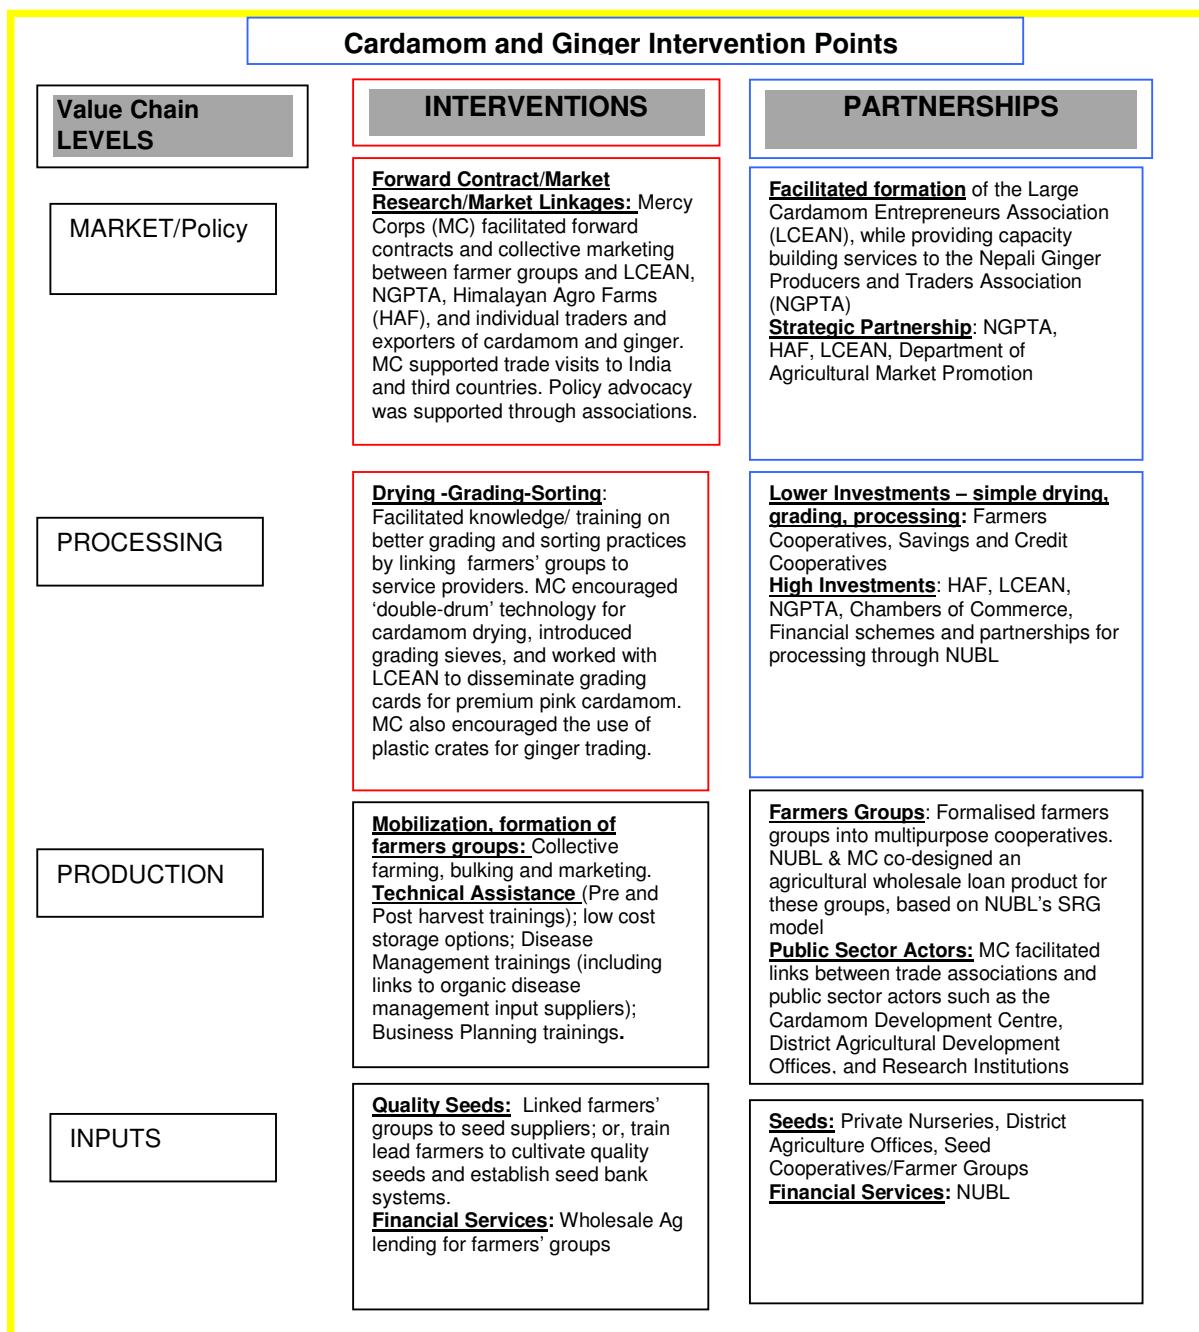 Cardamom and Ginger Intervention Points
Value Chain
LEVELS
INTERVENTIONS
PARTNERSHIPS
MARKET/Policy
Forward Contract/Market
Research/Market Linkages: Mercy
Corps (MC) facilitated forward
contracts and collective marketing
between farmer groups and LCEAN,
NGPTA, Himalayan Agro Farms
(HAF), and individual traders and
exporters of cardamom and ginger.
MC supported trade visits to India
and third countries. Policy advocacy
was supported through associations.
Facilitated formation of the Large
Cardamom Entrepreneurs Association
(LCEAN), while providing capacity
building services to the Nepali Ginger
Producers and Traders Association
(NGPTA)
Strategic Partnership: NGPTA,
HAF, LCEAN, Department of
Agricultural Market Promotion
PROCESSING
Drying -Grading-Sorting:
Facilitated knowledge/ training on
better grading and sorting practices
by linking farmers' groups to
service providers. MC encouraged
'double-drum' technology for
cardamom drying, introduced
grading sieves, and worked with
LCEAN to disseminate grading
cards for premium pink cardamom.
MC also encouraged the use of
plastic crates for ginger trading.
Lower Investments – simple drying,
grading, processing: Farmers
Cooperatives, Savings and Credit
Cooperatives
High Investments: HAF, LCEAN,
NGPTA, Chambers of Commerce,
Financial schemes and partnerships for
processing through NUBL
PRODUCTION
Mobilization, formation of
farmers groups: Collective
farming, bulking and marketing.
Technical Assistance (Pre and
Post harvest trainings); low cost
storage options; Disease
Management trainings (including
links to organic disease
management input suppliers);
Business Planning trainings.
Farmers Groups: Formalised farmers
groups into multipurpose cooperatives.
NUBL & MC co-designed an
agricultural wholesale loan product for
these groups, based on NUBL's SRG
model
Public Sector Actors: MC facilitated
links between trade associations and
public sector actors such as the
Cardamom Development Centre,
District Agricultural Development
Offices, and Research Institutions
INPUTS
Quality Seeds: Linked farmers'
groups to seed suppliers; or, train
lead farmers to cultivate quality
seeds and establish seed bank
systems.
Financial Services: Wholesale Ag
lending for farmers' groups
Seeds: Private Nurseries, District
Agriculture Offices, Seed
Cooperatives/Farmer Groups
Financial Services: NUBL